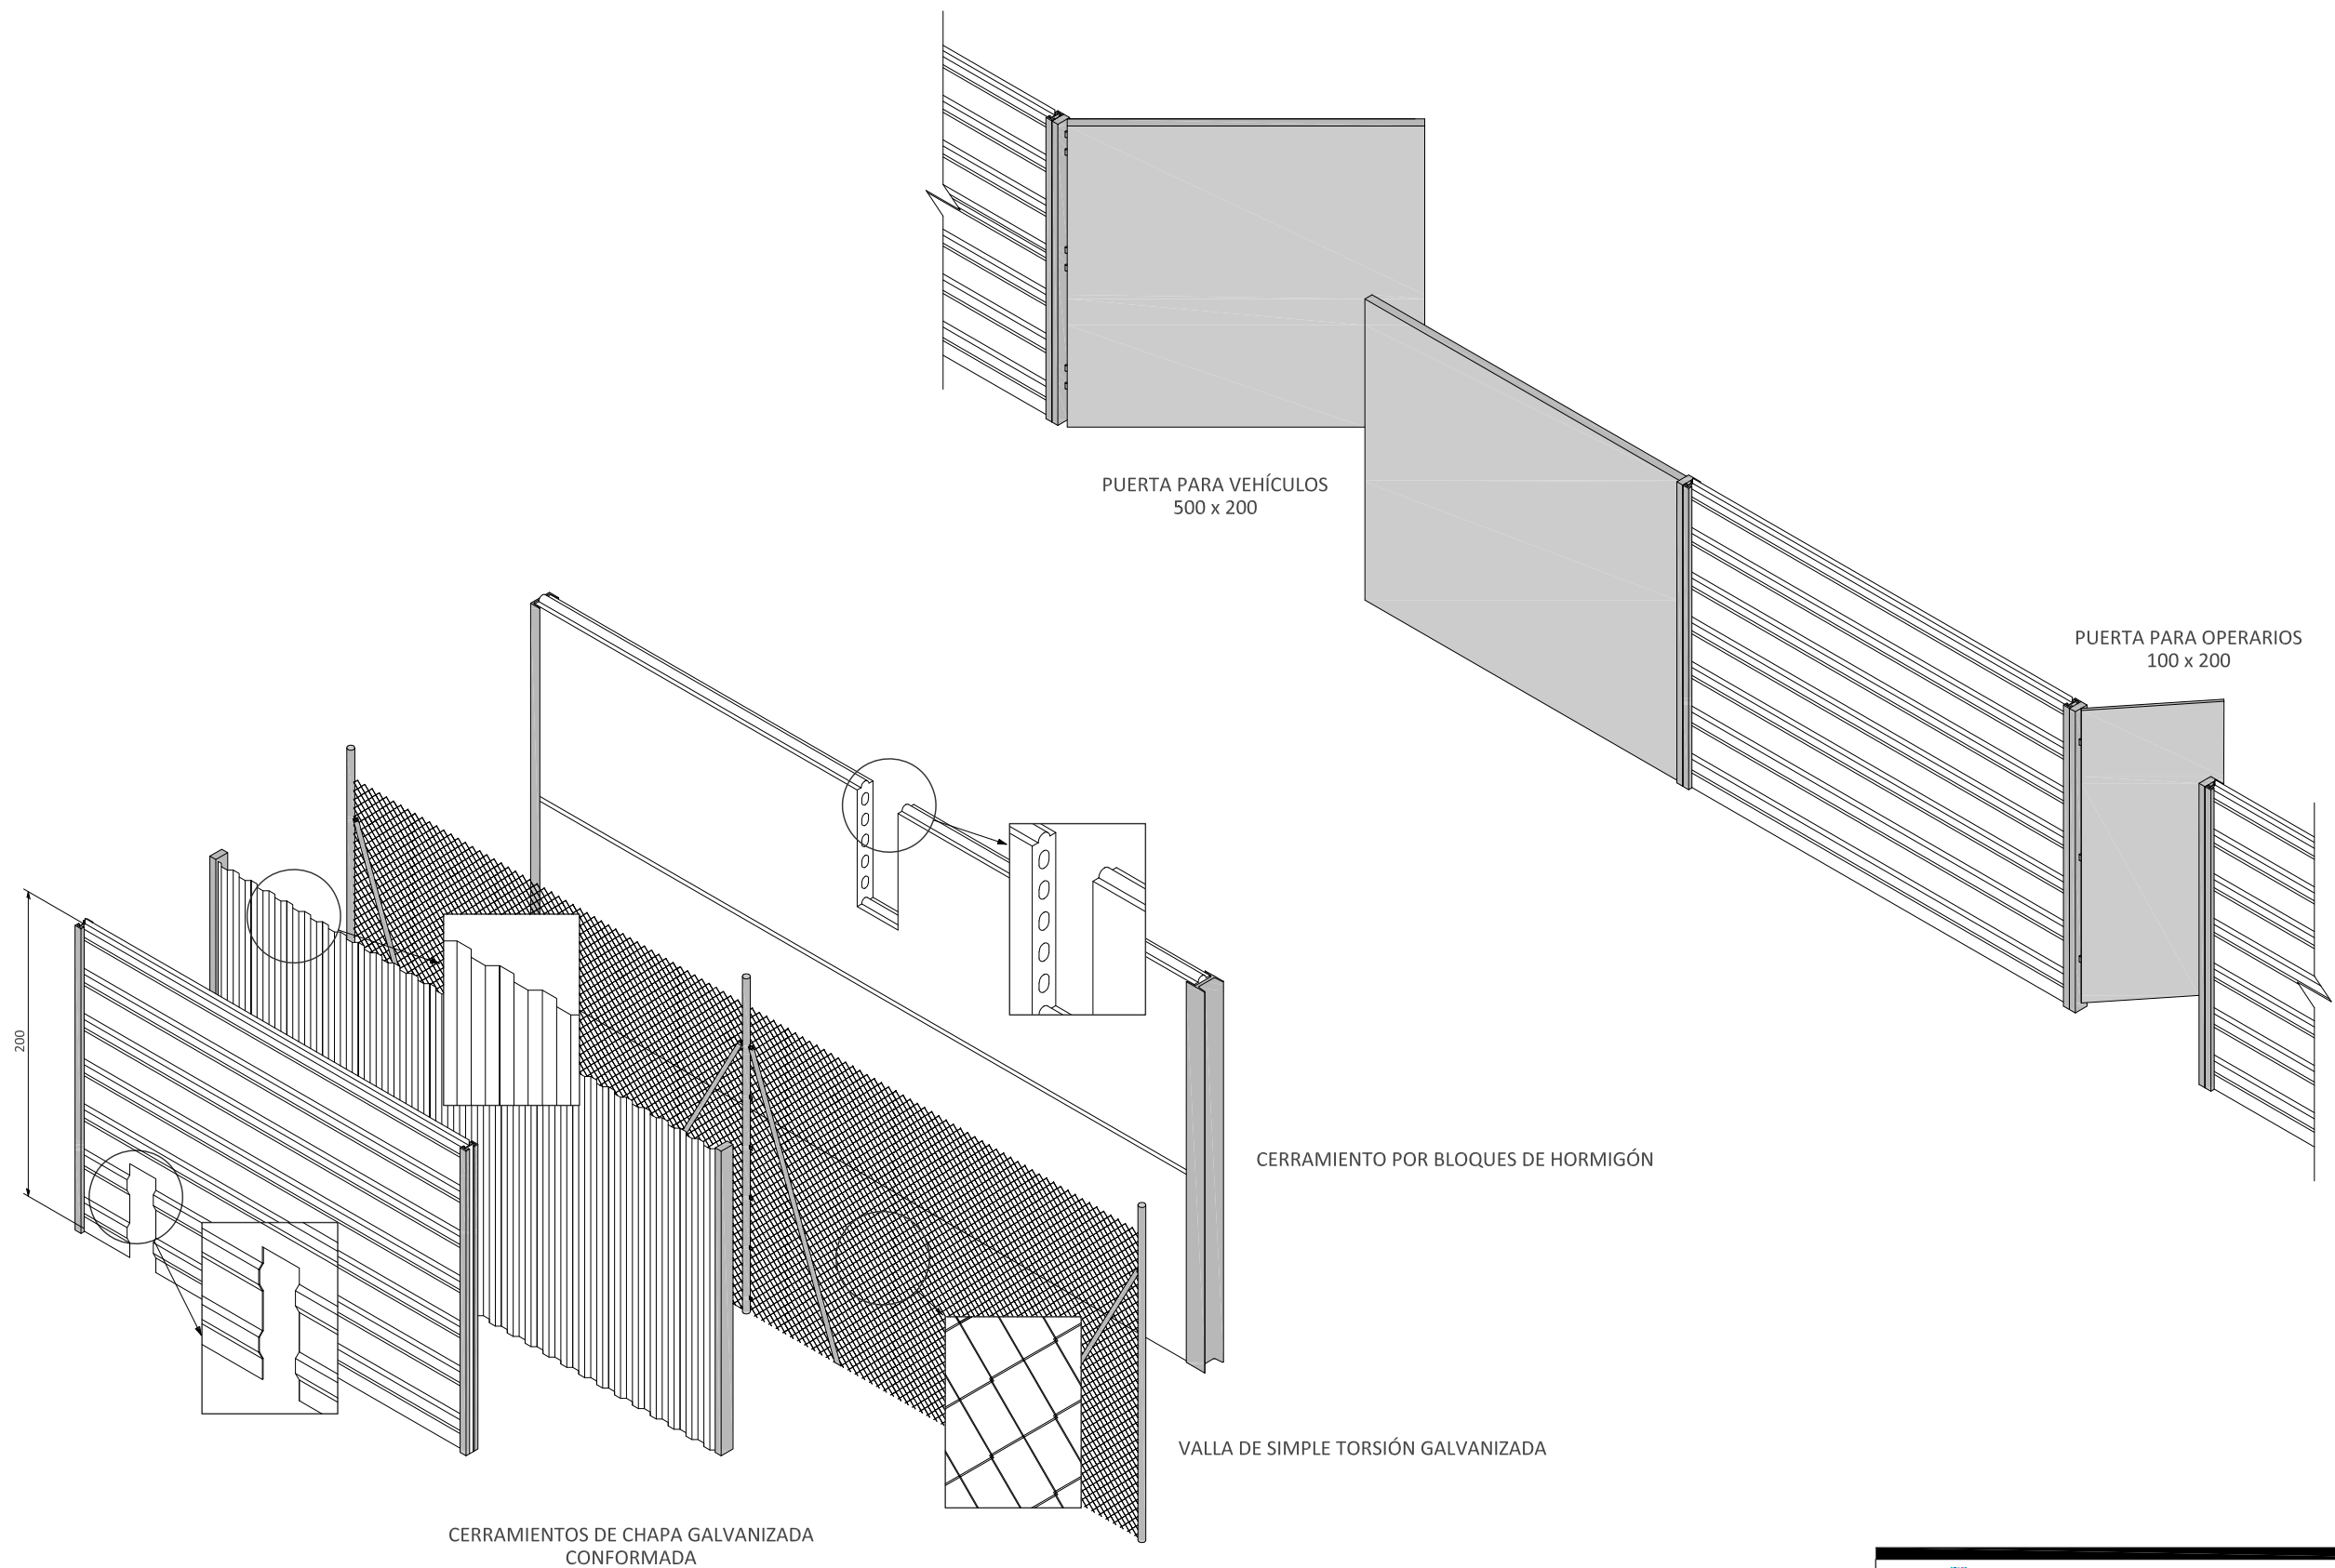 PUERTA PARA VEHÍCULOS
500 x 200
PUERTA PARA OPERARIOS
100 x 200
200
CERRAMIENTO POR BLOQUES DE HORMIGÓN
VALLA DE SIMPLE TORSIÓN GALVANIZADA
CERRAMIENTOS DE CHAPA GALVANIZADA
CONFORMADA